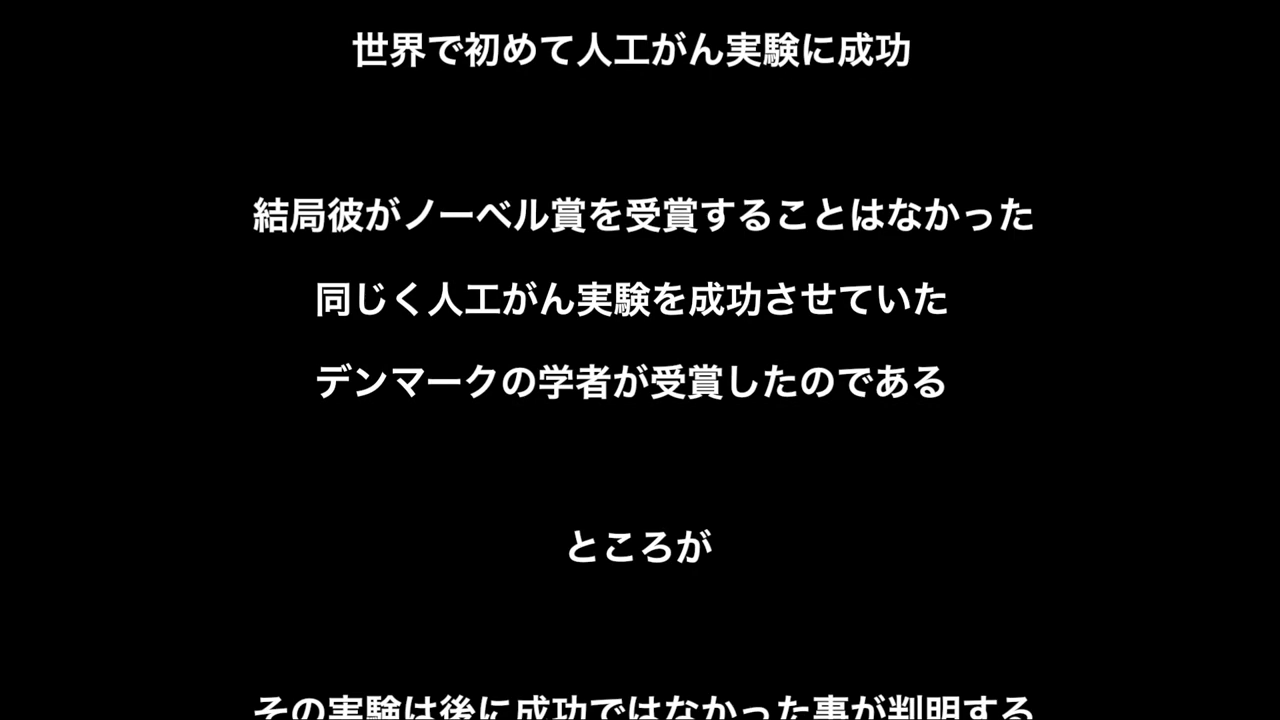 世界で初めて人工がん実験に成功
結局彼がノーベル賞を受賞することはなかった
同じく人工がん実験を成功させていた
デンマークの学者が受賞したのである
ところが
その実験は後に成功ではなかった事が判明する